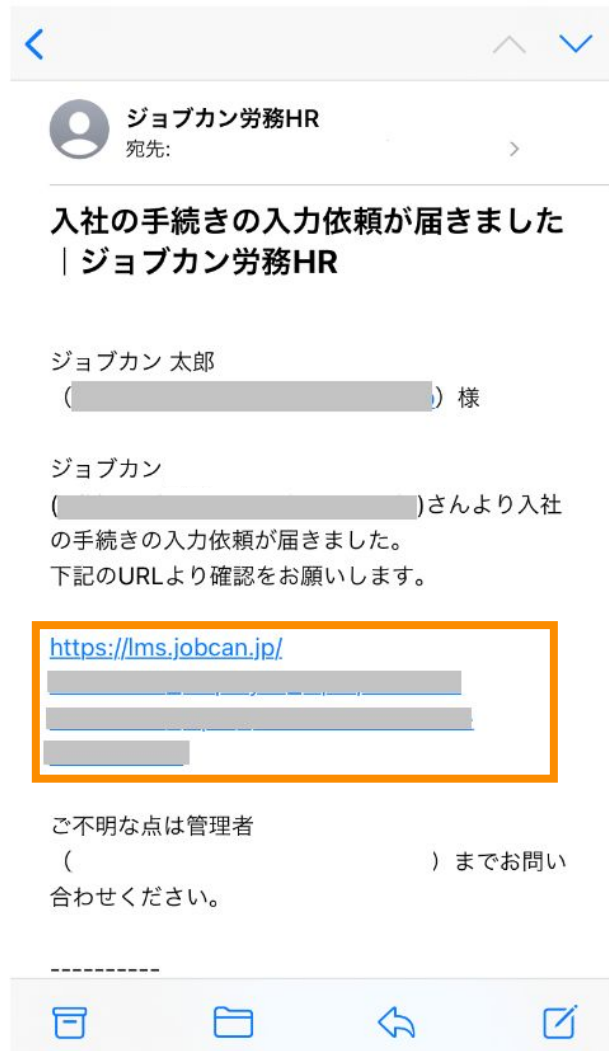 ジョブカン労務HR
宛先:
入社の手続きの入力依頼が届きました
｜ジョブカン労務HR
ジョブカン 太郎
（）様
ジョブカン
()さんより入社
の手続きの入力依頼が届きました。
下記のURLより確認をお願いします。
https://lms.jobcan.jp/
ご不明な点は管理者
（ ）までお問い
合わせください。
----------